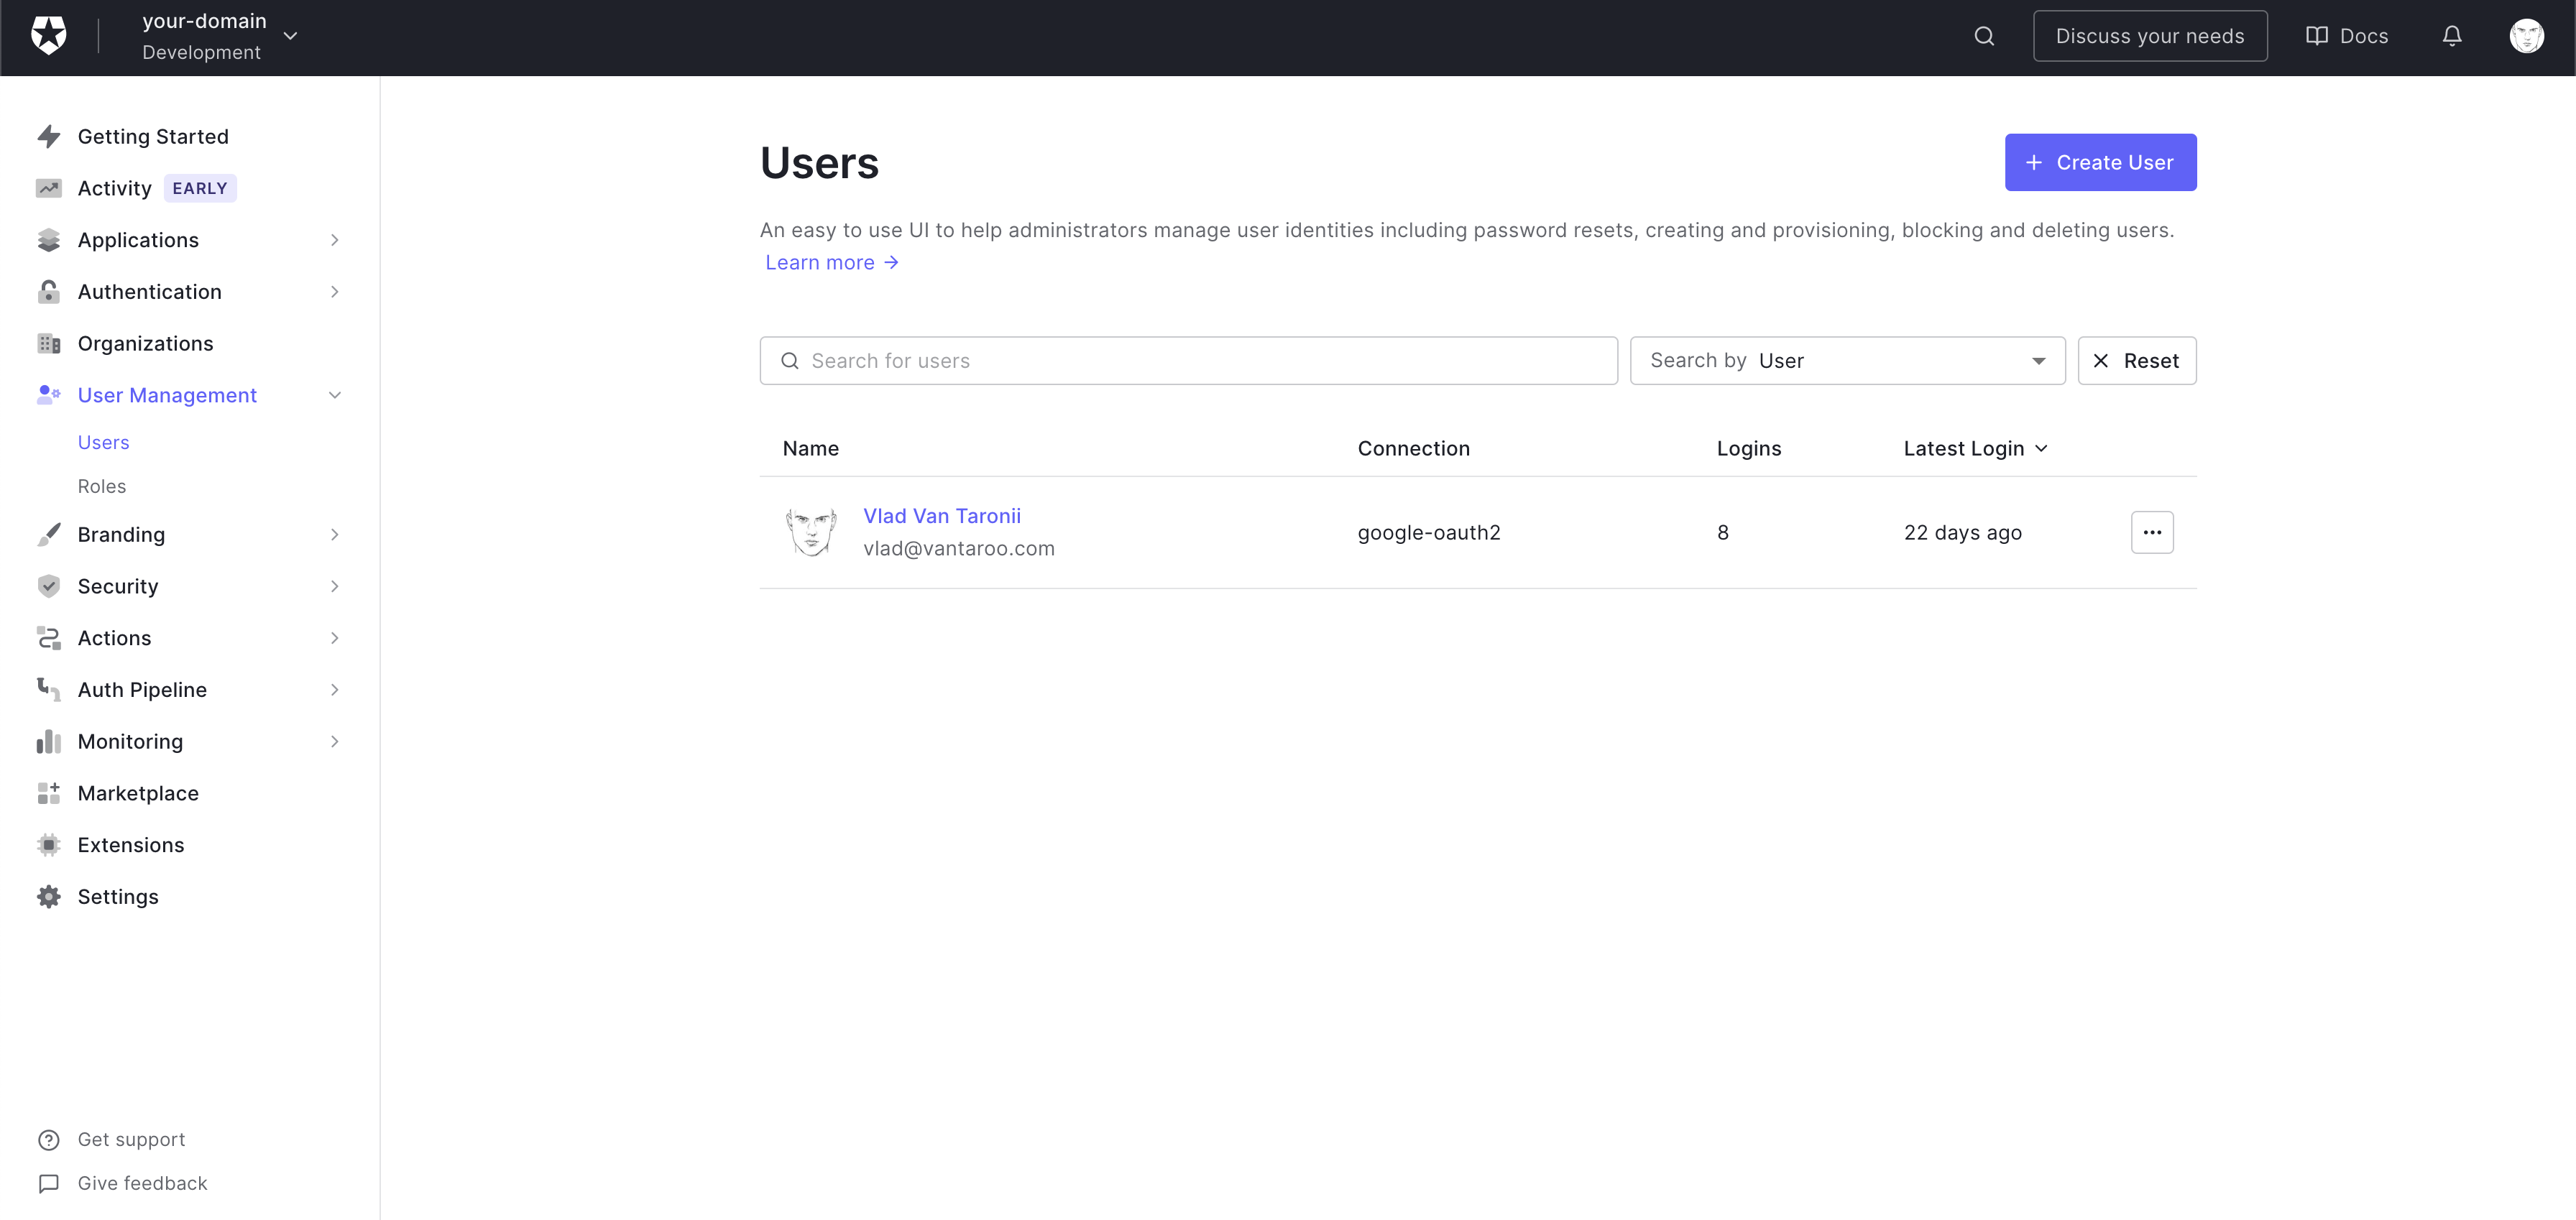 your-domain
Development
Discuss your needs
Docs
Getting Started
Activity EARLY
Applications
Authentication
Organizations
User Management
Users
Roles
Branding
Security
Actions
Auth Pipeline
Monitoring
Marketplace
Extensions
Settings
Get support
Give feedback
Users
+ Create User
An easy to use UI to help administrators manage user identities including password resets, creating and provisioning, blocking and deleting users.
Learn more →
Search for users
Search by User
Reset
Name Connection Logins Latest Login
Vlad Van Taronii
vlad@vantaroo.com
google-oauth2
8
22 days ago